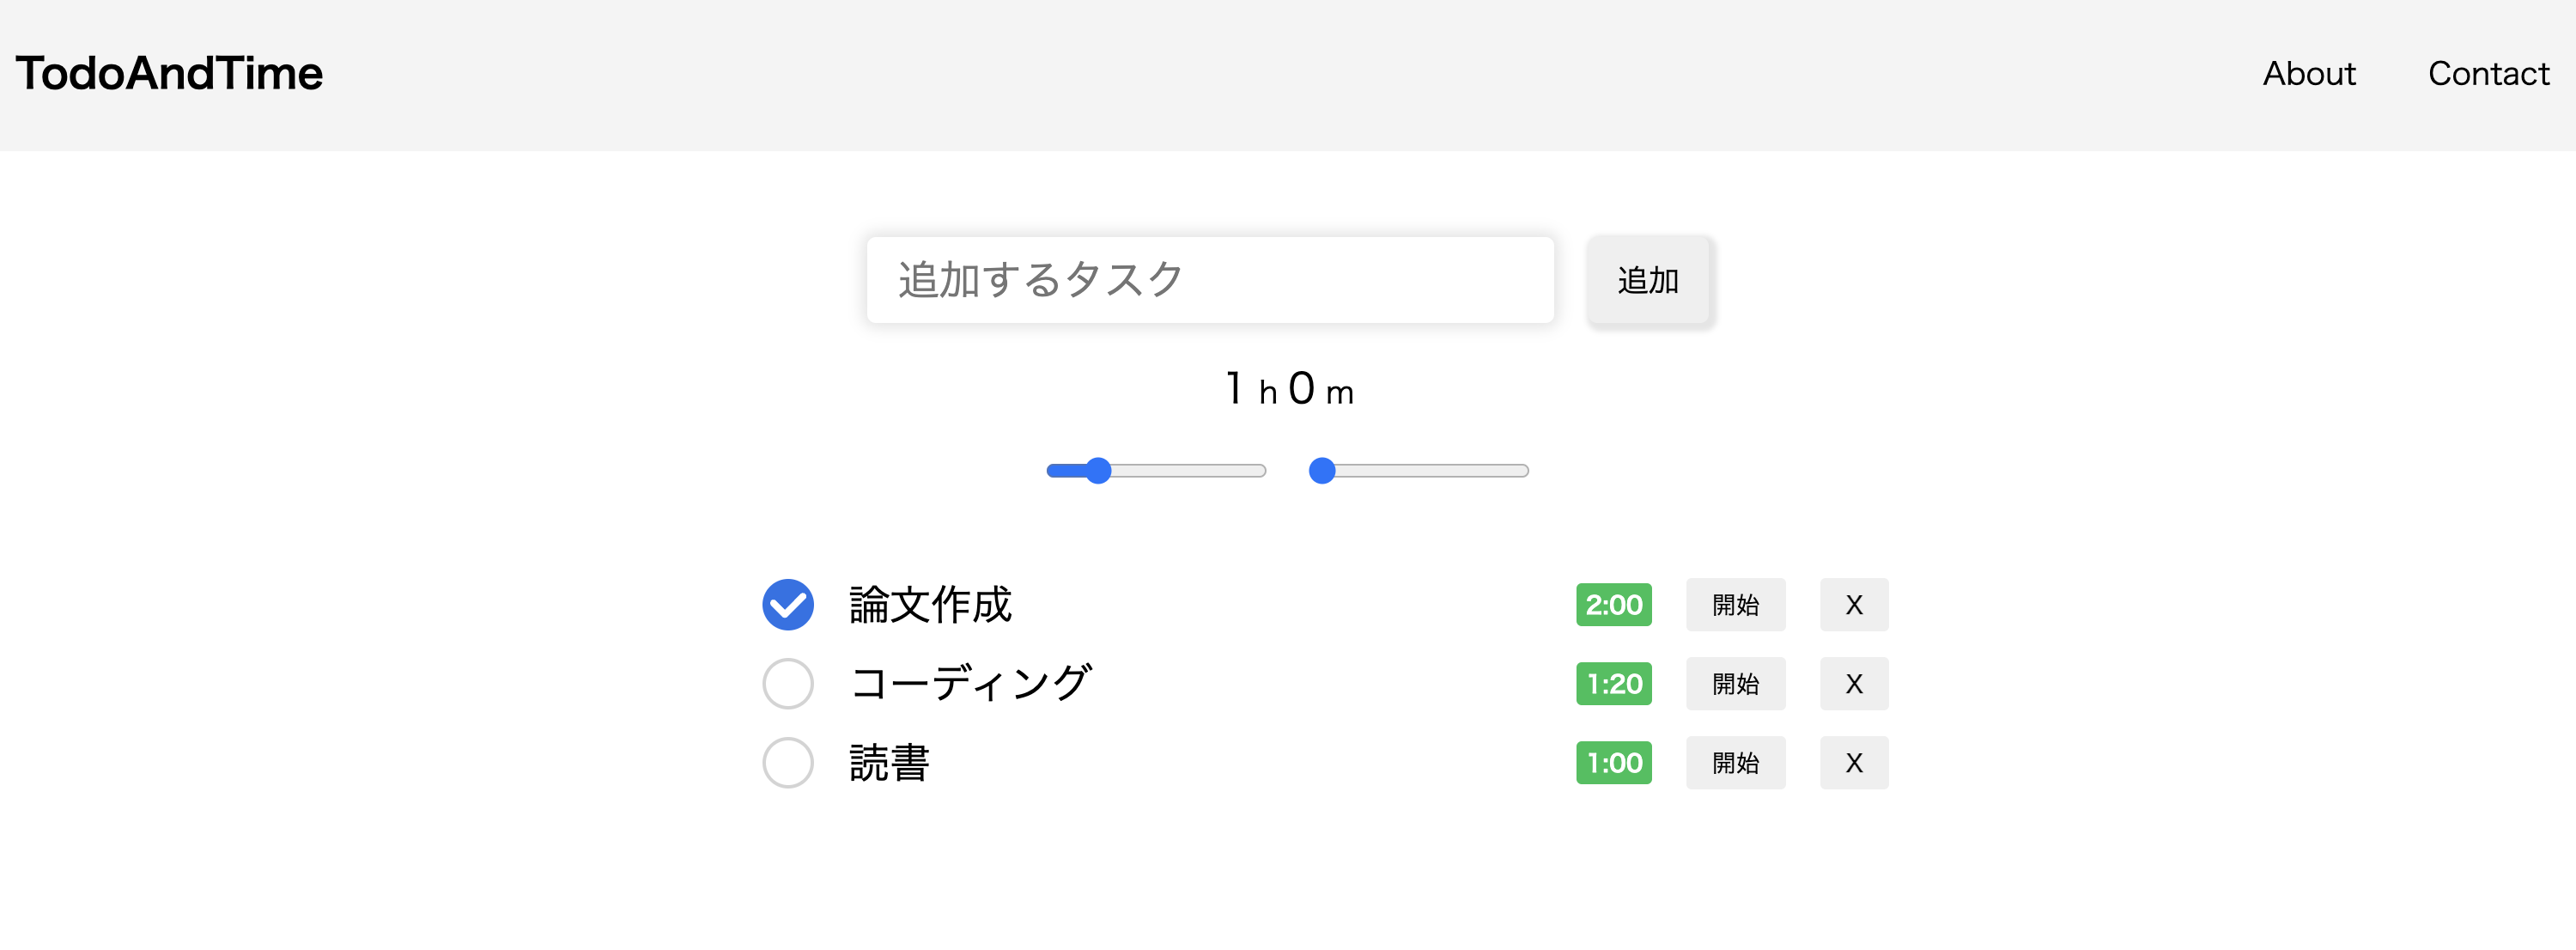 TodoAndTime About Contact
追加するタスク 追加
1 h 0 m
論文作成 2:00 開始 X
コーディング 1:20 開始 X
読書 1:00 開始 X